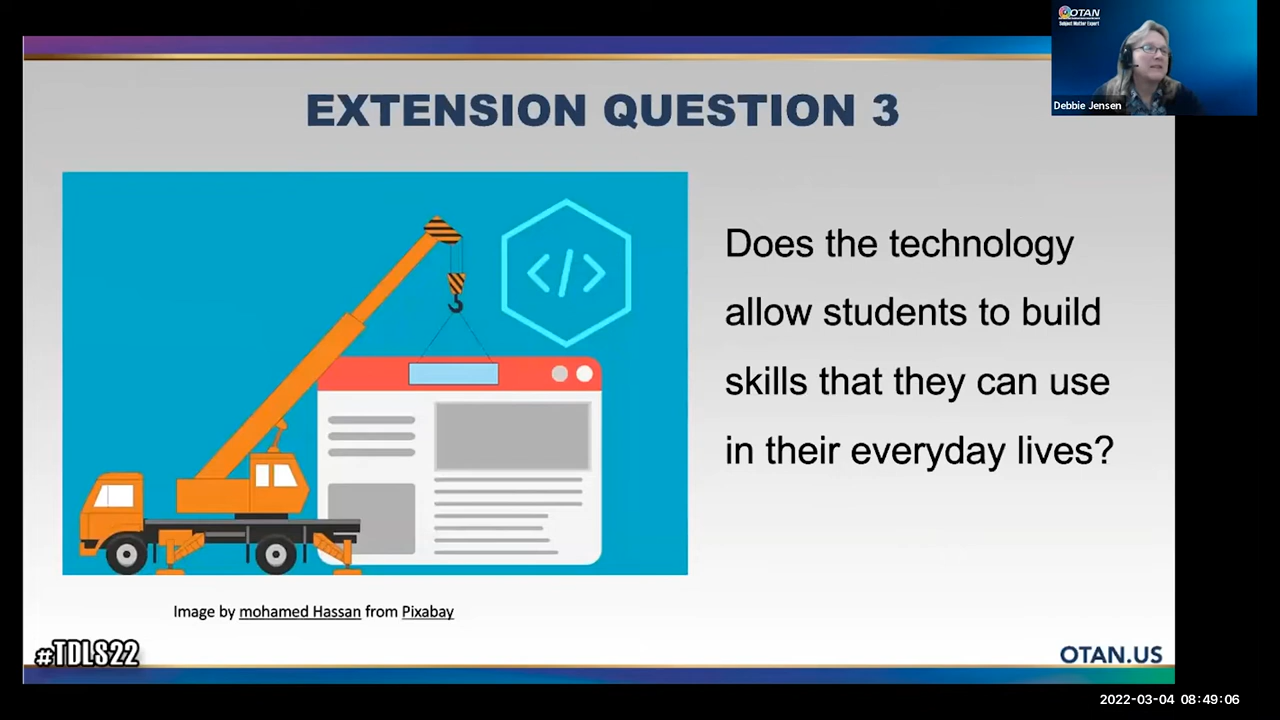 OTAN
Subject Matter Expert
Debbie Jensen
EXTENSION QUESTION 3
</>
Does the technology
allow students to build
skills that they can use
in their everyday lives?
Image by mohamed Hassan from Pixabay
#TDLS22
OTAN.US
2022-03-04 08:49:06